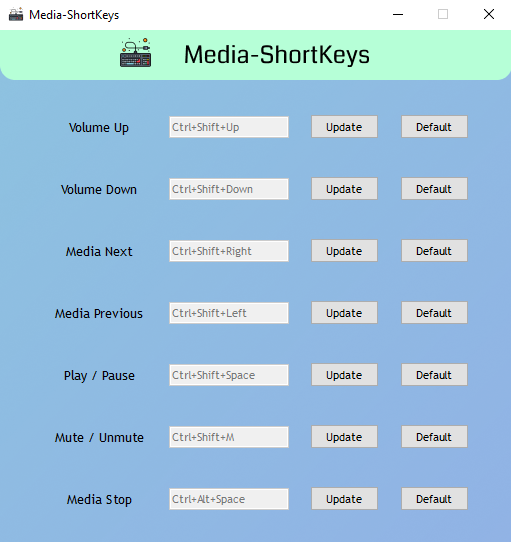 Media-ShortKeys
Media-ShortKeys
Volume Up Ctrl+Shift+Up Update Default
Volume Down Ctrl+Shift+Down Update Default
Media Next Ctrl+Shift+Right Update Default
Media Previous Ctrl+Shift+Left Update Default
Play / Pause Ctrl+Shift+Space Update Default
Mute / Unmute Ctrl+Shift+M Update Default
Media Stop Ctrl+Alt+Space Update Default